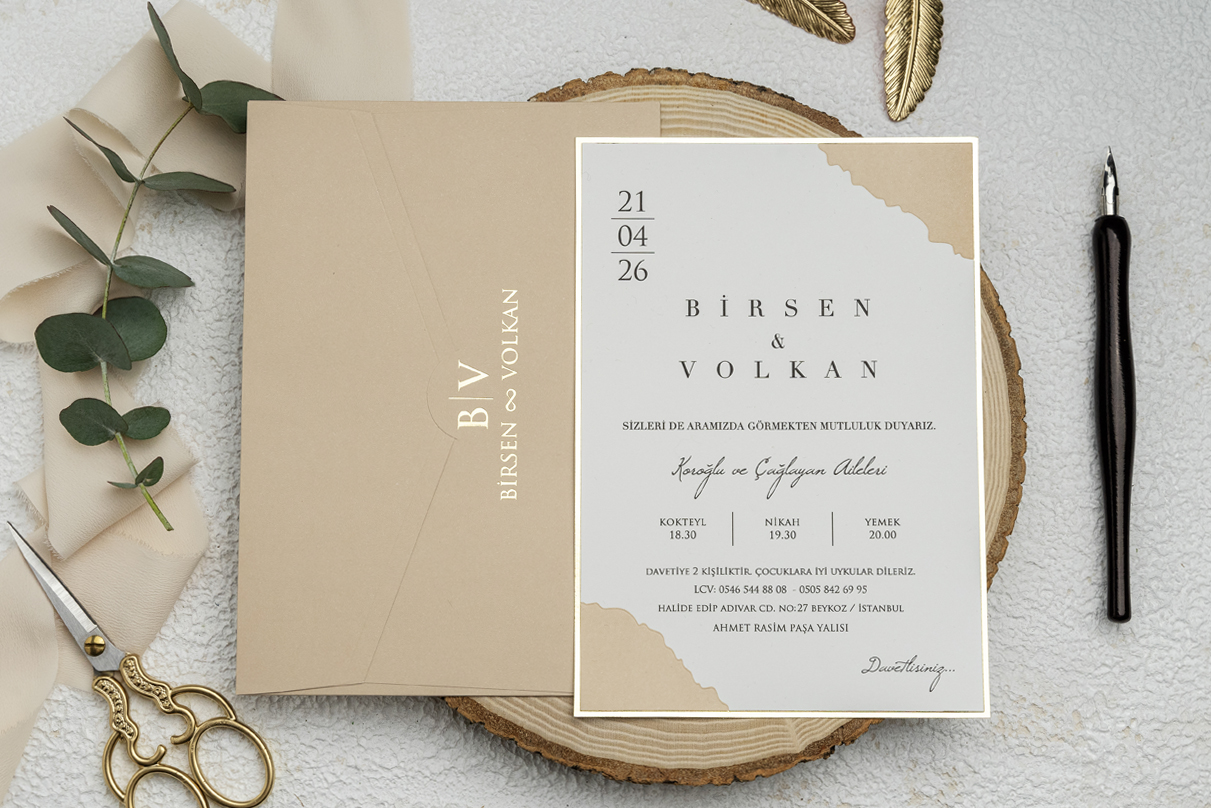 B|V
BİRSEN ∞ VOLKAN
21
04
26
BİRSEN
&
VOLKAN
SİZLERİ DE ARAMIZDA GÖRMEKTEN MUTLULUK DUYARIZ.
Koroğlu ve Çağlayan Aileleri
KOKTEYL NİKAH YEMEK
18.30 19.30 20.00
DAVETİYE 2 KİŞİLİKTİR. ÇOCUKLARA İYİ UYKULAR DİLERİZ.
LCV: 0546 544 88 08 - 0505 842 69 95
HALİDE EDİP ADIVAR CD. NO:27 BEYKOZ / İSTANBUL
AHMET RASİM PAŞA YALISI
Davetlisiniz...